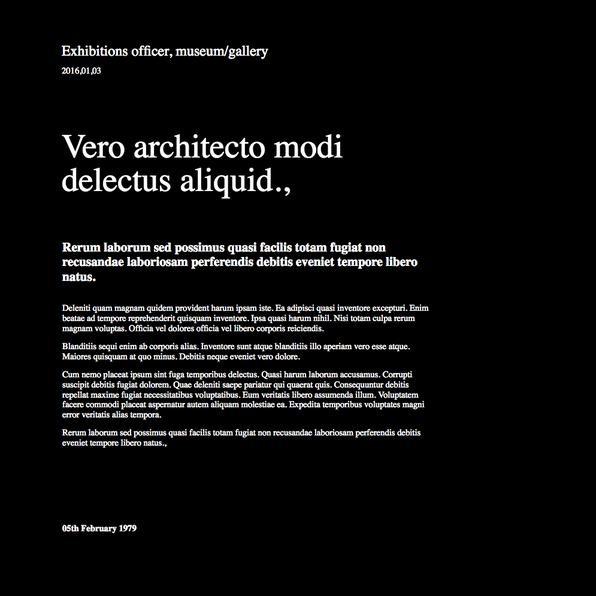 Exhibitions officer, museum/gallery
2016,01,03
Vero architecto modi
delectus aliquid.,
Rerum laborum sed possimus quasi facilis totam fugiat non
recusandae laboriosam perferendis debitis eveniet tempore libero
natus.
Deleniti quam magnam quidem provident harum ipsam iste. Ea adipisci quasi inventore excepturi. Enim
beatae ad tempore reprehenderit quisquam inventore. Ipsa quasi harum nihil. Nisi totam culpa rerum
magnam voluptas. Officia vel dolores officia vel libero corporis reiciendis.
Blanditiis sequi enim ab corporis alias. Inventore sunt atque blanditiis illo aperiam vero esse atque.
Maiores quisquam at quo minus. Debitis neque eveniet vero dolore.
Cum nemo placeat ipsum sint fuga temporibus delectus. Quasi harum laborum accusamus. Corrupti
suscipit debitis fugiat dolorem. Quae deleniti saepe pariatur qui quaerat quis. Consequuntur debitis
repellat maxime fugiat necessitatibus voluptatibus. Eum veritatis libero assumenda illum. Voluptatem
facere commodi placeat aspernatur autem aliquam molestiae ea. Expedita temporibus voluptates magni
error veritatis alias tempora.
Rerum laborum sed possimus quasi facilis totam fugiat non recusandae laboriosam perferendis debitis
eveniet tempore libero natus.,
05th February 1979